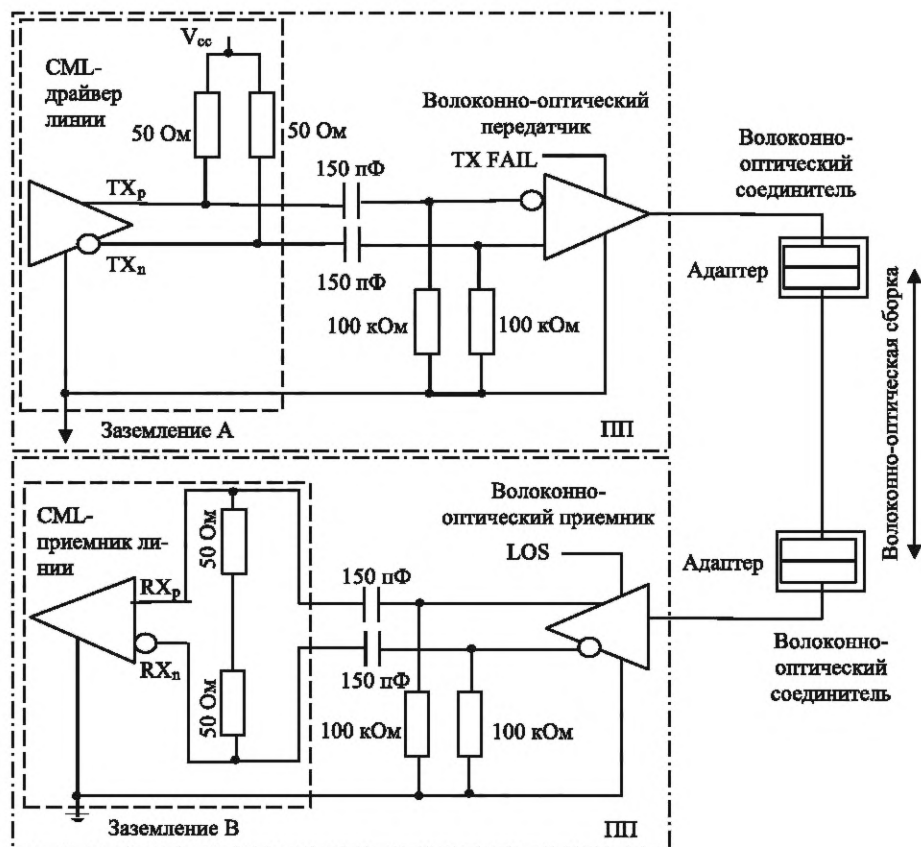 V_cc
CML-
драйвер
линии
50 Ом
50 Ом
Волоконно-оптический
передатчик
TX FAIL
TX_p
TX_n
150 пФ
150 пФ
100 кОм
100 кОм
Заземление А
ПП
Волоконно-
оптический
соединитель
Адаптер
Волоконно-оптическая сборка
CML-
приемник ли-
нии
50 Ом
RX_p
RX_n
50 Ом
Волоконно-
оптический приемник
LOS
150 пФ
150 пФ
100 кОм
100 кОм
Заземление В
ПП
Адаптер
Волоконно-
оптический
соединитель